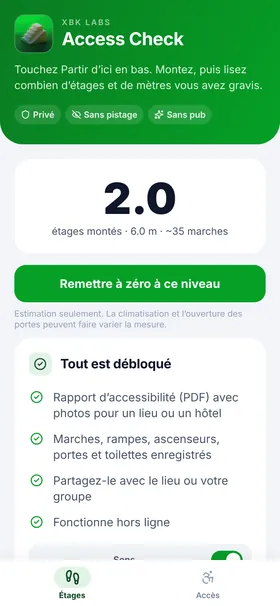 XBK LABS
Access Check
Touchez Partir d'ici en bas. Montez, puis lisez
combien d'étages et de mètres vous avez gravis.
Privé
Sans pistage
Sans pub
2.0
étages montés · 6.0 m · ~35 marches
Remettre à zéro à ce niveau
Estimation seulement. La climatisation et l'ouverture des
portes peuvent faire varier la mesure.
Tout est débloqué
Rapport d'accessibilité (PDF) avec
photos pour un lieu ou un hôtel
Marches, rampes, ascenseurs,
portes et toilettes enregistrés
Partagez-le avec le lieu ou votre
groupe
Fonctionne hors ligne
Sons
Étages
Accès